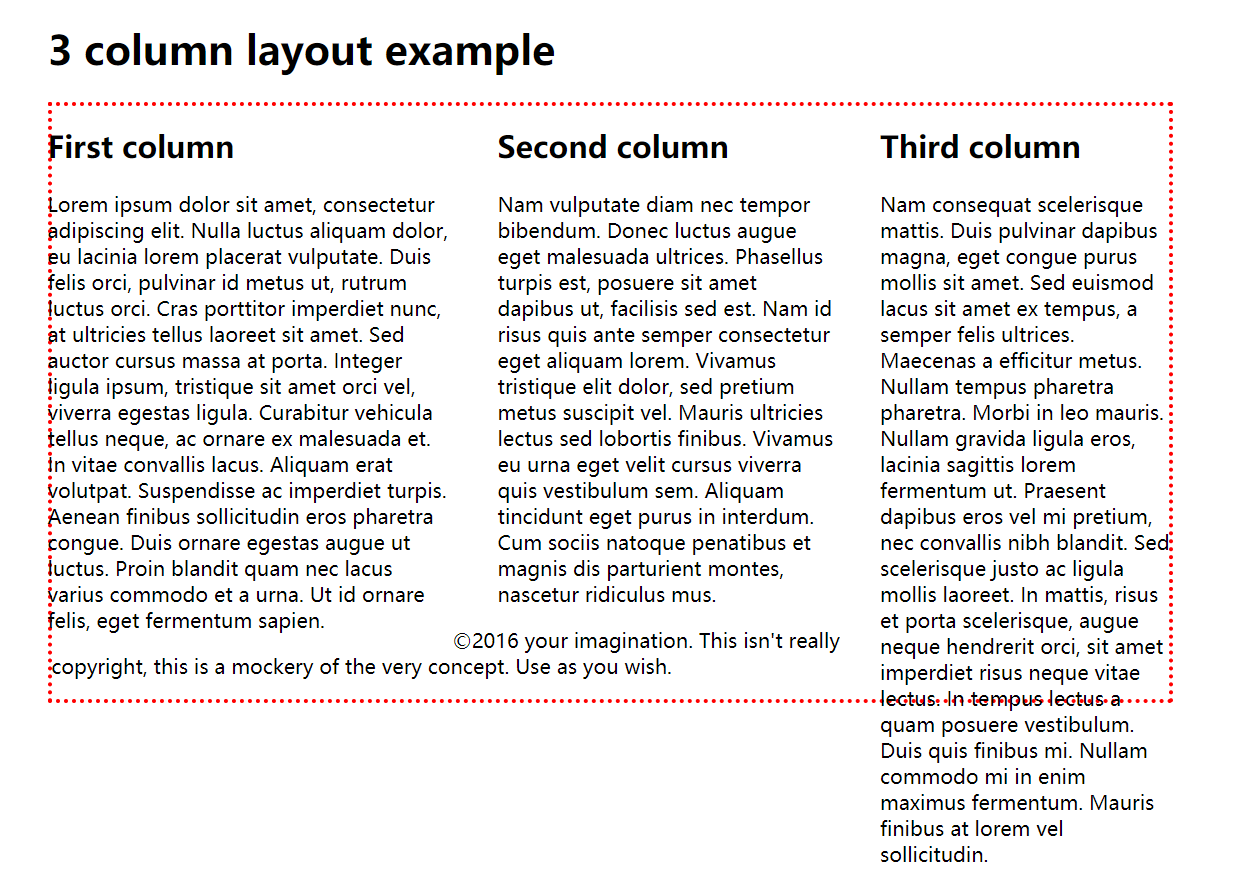 3 column layout example
First column
Lorem ipsum dolor sit amet, consectetur
adipiscing elit. Nulla luctus aliquam dolor,
eu lacinia lorem placerat vulputate. Duis
felis orci, pulvinar id metus ut, rutrum
luctus orci. Cras porttitor imperdiet nunc,
at ultricies tellus laoreet sit amet. Sed
auctor cursus massa at porta. Integer
ligula ipsum, tristique sit amet orci vel,
viverra egestas ligula. Curabitur vehicula
tellus neque, ac ornare ex malesuada et.
In vitae convallis lacus. Aliquam erat
volutpat. Suspendisse ac imperdiet turpis.
Aenean finibus sollicitudin eros pharetra
congue. Duis ornare egestas augue ut
luctus. Proin blandit quam nec lacus
varius commodo et a urna. Ut id ornare
felis, eget fermentum sapien.
Second column
Nam vulputate diam nec tempor
bibendum. Donec luctus augue
eget malesuada ultrices. Phasellus
turpis est, posuere sit amet
dapibus ut, facilisis sed est. Nam id
risus quis ante semper consectetur
eget aliquam lorem. Vivamus
tristique elit dolor, sed pretium
metus suscipit vel. Mauris ultricies
lectus sed lobortis finibus. Vivamus
eu urna eget velit cursus viverra
quis vestibulum sem. Aliquam
tincidunt eget purus in interdum.
Cum sociis natoque penatibus et
magnis dis parturient montes,
nascetur ridiculus mus.
Third column
Nam consequat scelerisque
mattis. Duis pulvinar dapibus
magna, eget congue purus
mollis sit amet. Sed euismod
lacus sit amet ex tempus, a
semper felis ultrices.
Maecenas a efficitur metus.
Nullam tempus pharetra
pharetra. Morbi in leo mauris.
Nullam gravida ligula eros,
lacinia sagittis lorem
fermentum ut. Praesent
dapibus eros vel mi pretium,
nec convallis nibh blandit. Sed
scelerisque justo ac ligula
mollis laoreet. In mattis, risus
et porta scelerisque, augue
neque hendrerit orci, sit amet
imperdiet risus neque vitae
lectus. In tempus lectus a
quam posuere vestibulum.
Duis quis finibus mi. Nullam
commodo mi in enim
maximus fermentum. Mauris
finibus at lorem vel
sollicitudin.
©2016 your imagination. This isn't really
copyright, this is a mockery of the very concept. Use as you wish.